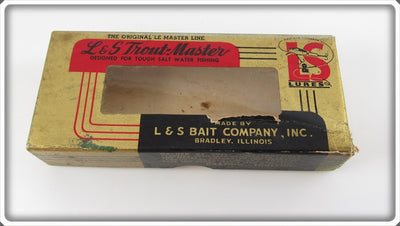 THE ORIGINAL LE MASTER LINE
L&S Trout-Master
DESIGNED FOR TOUGH SALT WATER FISHING
L&S
LURES
MADE BY
L & S BAIT COMPANY, INC.
BRADLEY, ILLINOIS